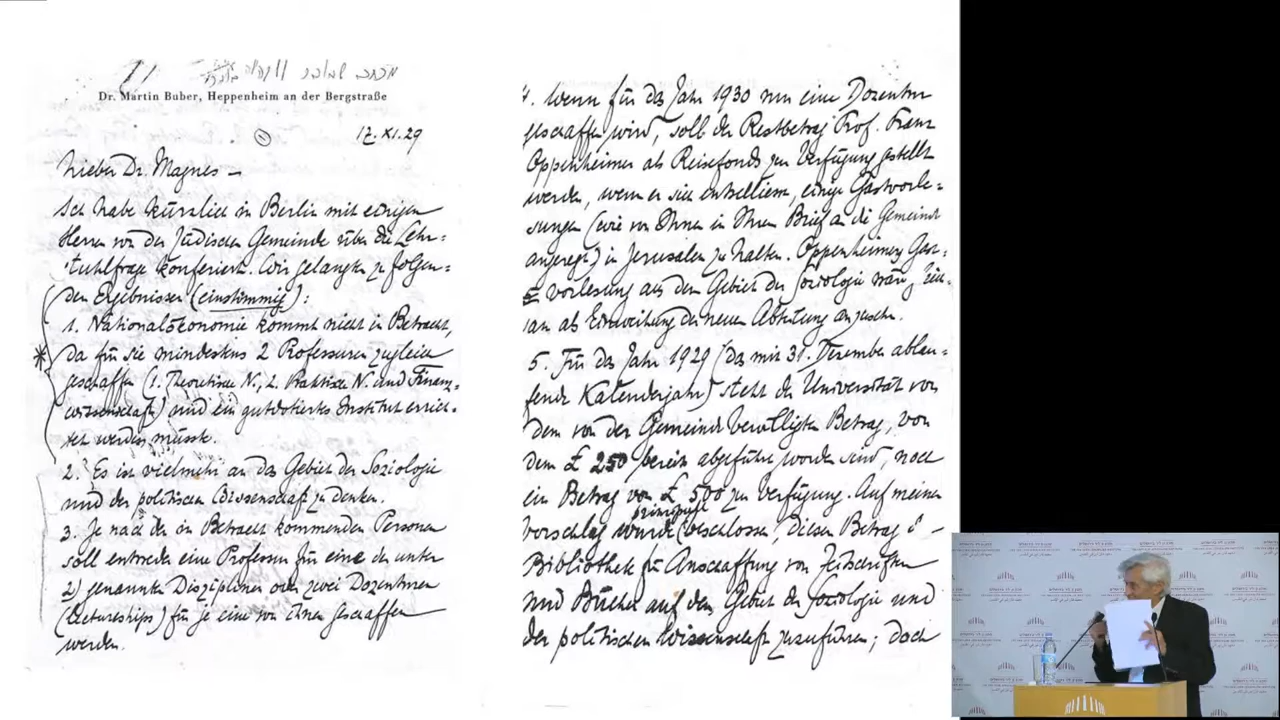 Dr. Martin Buber, Heppenheim an der Bergstraße
17. XI. 29
Lieber Dr. Magnes –
Ich habe kürzlich in Berlin mit einigen
Herren von der Jüdischen Gemeinde über die Lehr-
stuhlfrage konferiert. Wir gelangten zu folgen-
den Ergebnissen (einstimmig):
1. Nationalökonomie kommt nicht in Betracht,
da für sie mindestens 2 Professuren zugleich
geschaffen (1. Theoretische N., 2. Praktische N. und Finanz-
wissenschaft) und ein gutdotiertes Institut errich-
tet werden müsste.
2. Es ist vielmehr an das Gebiet der Soziologie
und der politischen Wissenschaft zu denken.
3. Je nach den in Betracht kommenden Personen
soll entweder eine Professur für eine der unter
2) genannten Disziplinen oder zwei Dozenturen
(Lectureships) für je eine von ihnen geschaffen
werden.
4. Wenn für das Jahr 1930 nun eine Dozentur
geschaffen wird, soll der Restbetrag Prof. Franz
Oppenheimer als Reisefonds zur Verfügung gestellt
werden, wenn er sich entschliesst, einige Gastvorle-
sungen (wie von Ihnen in Ihrem Brief an die Gemeinde
angeregt) in Jerusalem zu halten. Oppenheimers Gast-
vorlesung aus dem Gebiet der Soziologie wäre
an als Einweihung der neuen Abteilung anzusehn.
5. Für das Jahr 1929 (das mit 31. Dezember ablau-
fende Kalenderjahr) steht der Universität von
dem von der Gemeinde bewilligten Betrag, von
dem £ 250 bereits abgeführt worden sind, noch
ein Betrag von £ 500 zur Verfügung. Auf meinen
Vorschlag wurde prinzipiell beschlossen, diesen Betrag d –
Bibliothek für Anschaffung von Zeitschriften
und Bücher auf dem Gebiet der Soziologie und
der politischen Wissenschaft zuzuführen; doch